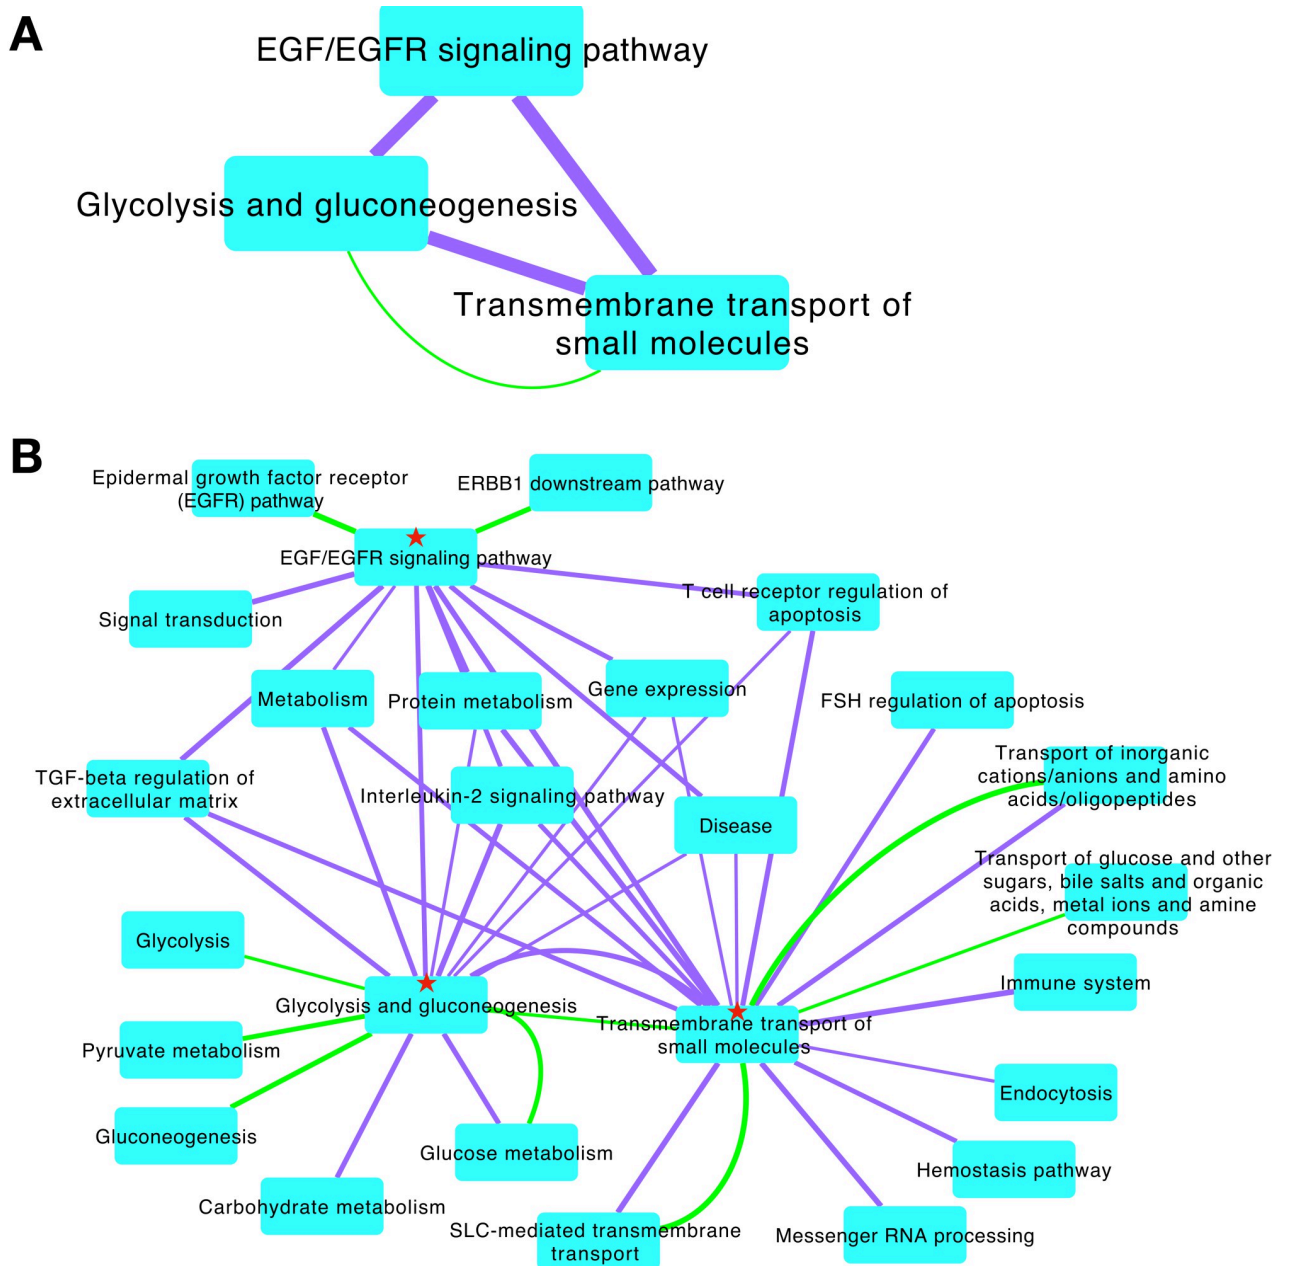 A
EGF/EGFR signaling pathway
Glycolysis and gluconeogenesis
Transmembrane transport of
small molecules
B
Epidermal growth factor receptor
(EGFR) pathway
ERBB1 downstream pathway
EGF/EGFR signaling pathway
T cell receptor regulation of
apoptosis
Signal transduction
Metabolism
Protein metabolism
Gene expression
FSH regulation of apoptosis
TGF-beta regulation of
extracellular matrix
Interleukin-2 signaling pathway
Transport of inorganic
cations/anions and amino
acids/oligopeptides
Disease
Transport of glucose and other
sugars, bile salts and organic
acids, metal ions and amine
compounds
Glycolysis
Immune system
Glycolysis and gluconeogenesis
Transmembrane transport of
small molecules
Pyruvate metabolism
Endocytosis
Gluconeogenesis
Glucose metabolism
Hemostasis pathway
Carbohydrate metabolism
SLC-mediated transmembrane
transport
Messenger RNA processing